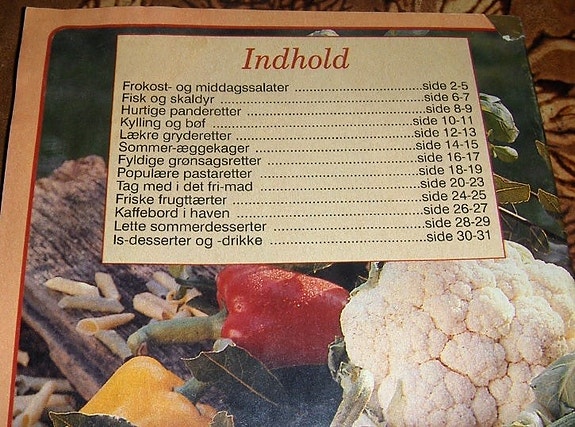 Indhold
Frokost- og middagssalater ................................side 2-5
Fisk og skaldyr ................................................side 6-7
Hurtige panderetter ..........................................side 8-9
Kylling og bøf ................................................side 10-11
Lækre gryderetter ..........................................side 12-13
Sommer-æggekager ......................................side 14-15
Fyldige grønsagsretter ....................................side 16-17
Populære pastaretter ......................................side 18-19
Tag med i det fri-mad ......................................side 20-23
Friske frugttærter ............................................side 24-25
Kaffebord i haven ............................................side 26-27
Lette sommerdesserter ....................................side 28-29
Is-desserter og -drikke ....................................side 30-31